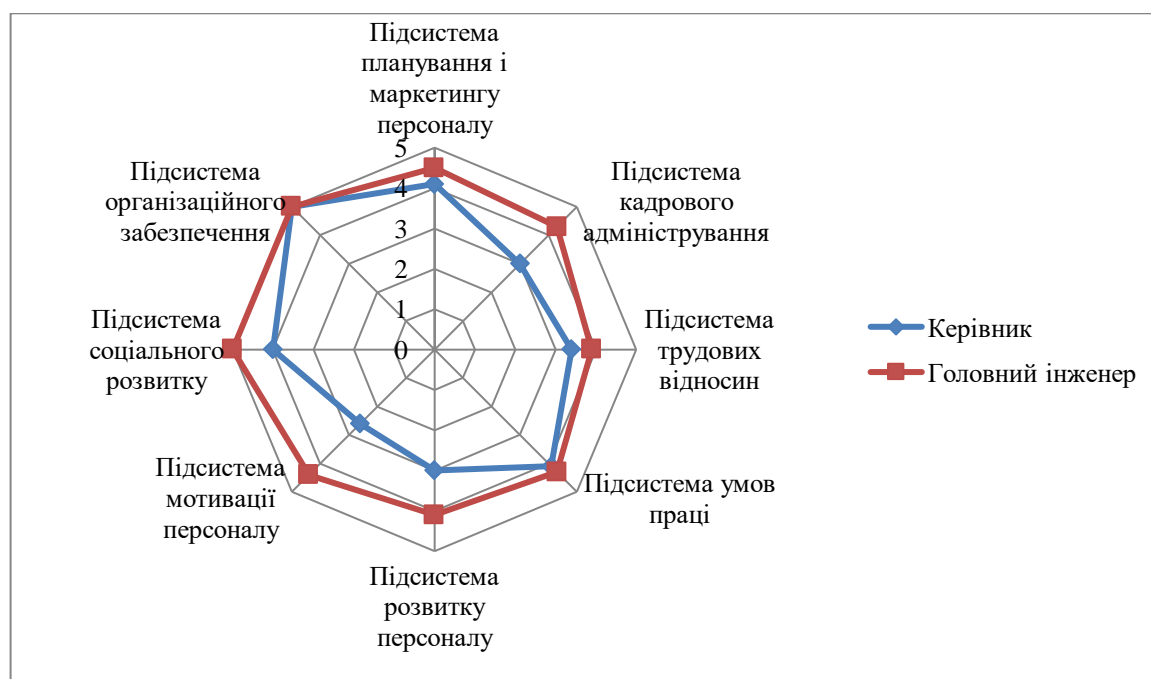 Підсистема
планування і
маркетингу
персоналу
Підсистема
кадрового
адміністрування
Підсистема
трудових
відносин
Підсистема умов
праці
Підсистема
розвитку
персоналу
Підсистема
мотивації
персоналу
Підсистема
соціального
розвитку
Підсистема
організаційного
забезпечення
5
4
3
2
1
0
Керівник
Головний інженер